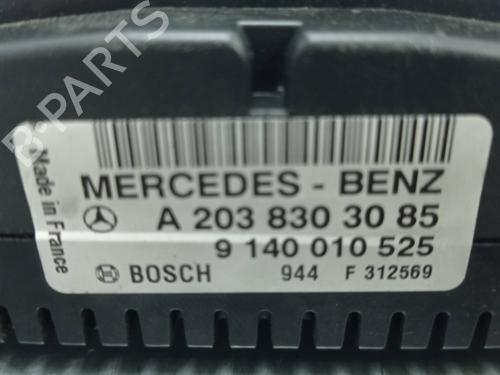 Made in France
MERCEDES - BENZ
A 203 830 30 85
9 140 010 525
BOSCH 944 F 312569
B-PARTS